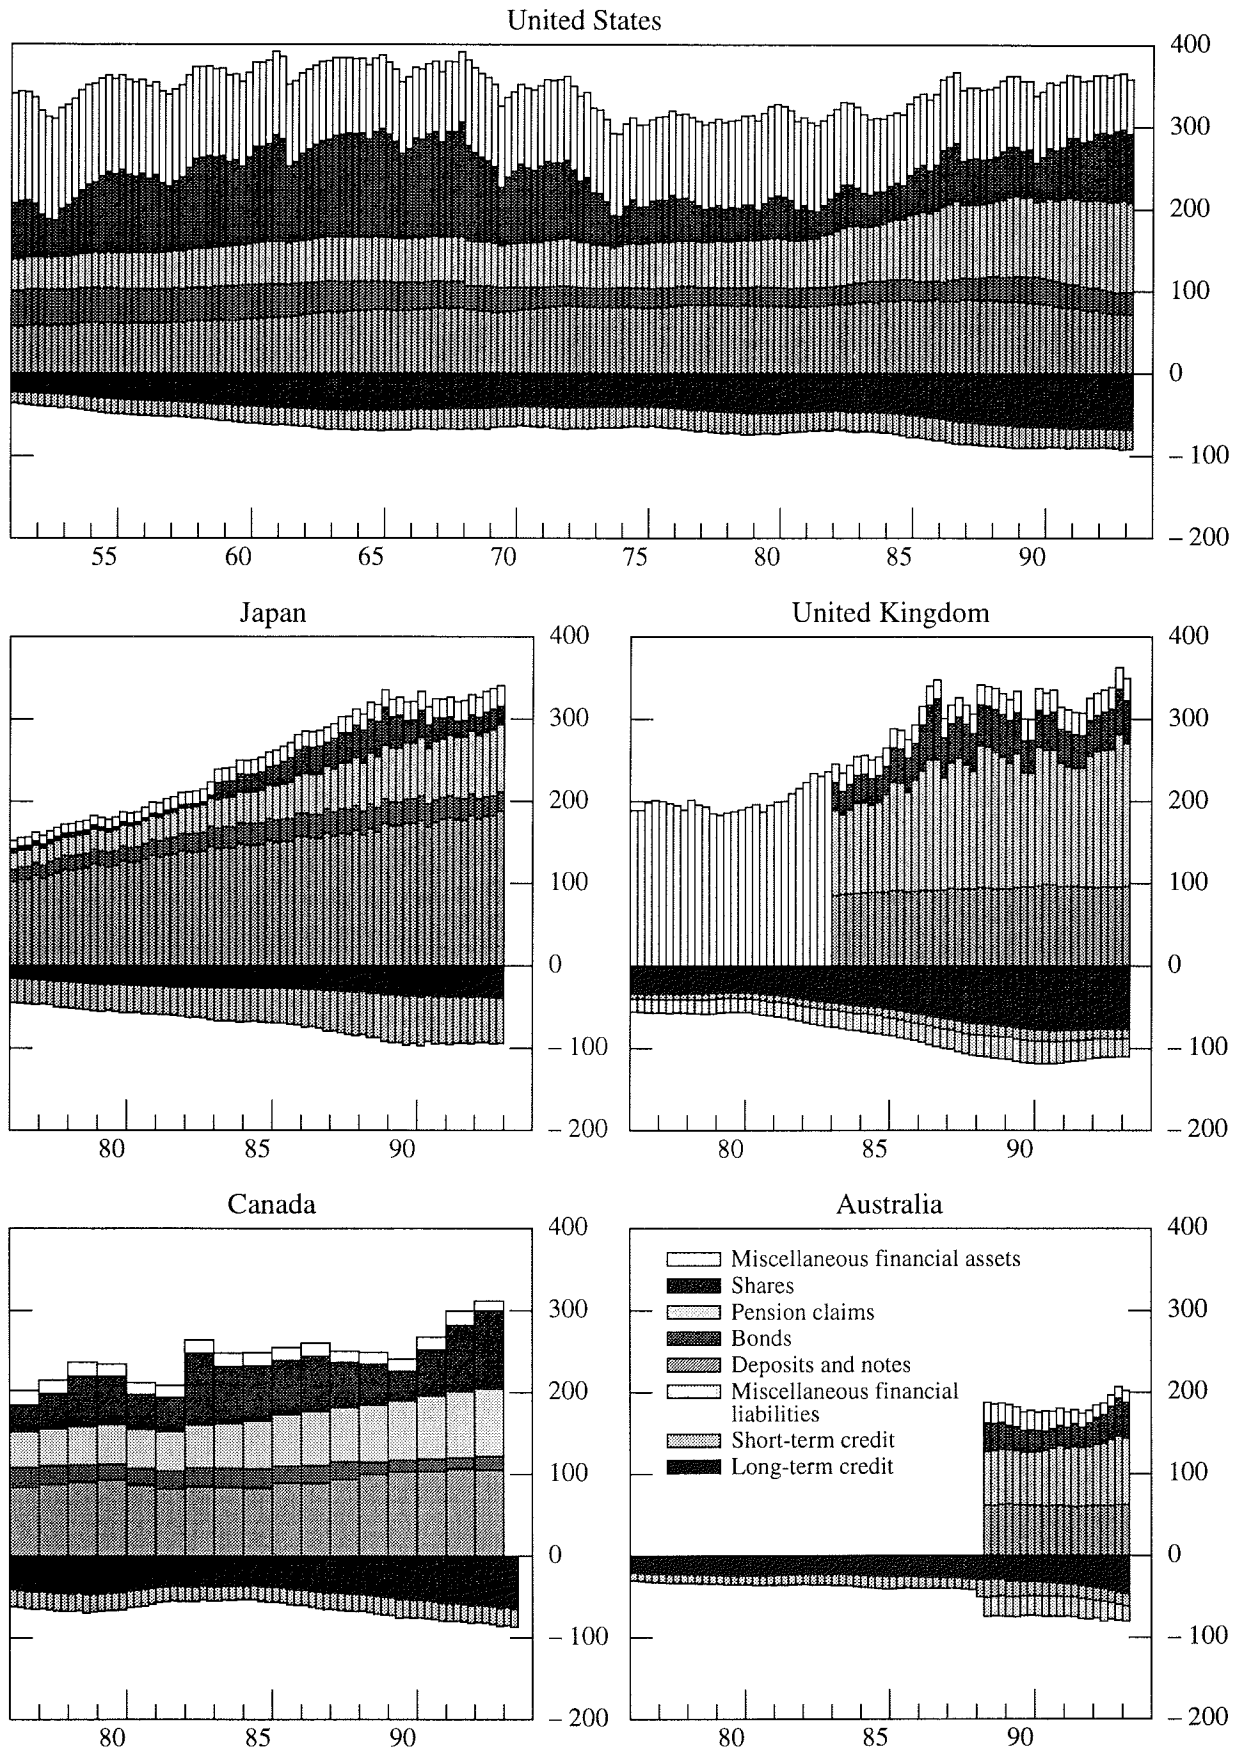 United States
400
300
200
100
0
– 100
– 200
55 60 65 70 75 80 85 90
Japan
400
300
200
100
0
– 100
– 200
80 85 90
United Kingdom
400
300
200
100
0
– 100
– 200
80 85 90
Canada
400
300
200
100
0
– 100
– 200
80 85 90
Australia
Miscellaneous financial assets
Shares
Pension claims
Bonds
Deposits and notes
Miscellaneous financial
liabilities
Short-term credit
Long-term credit
400
300
200
100
0
– 100
– 200
80 85 90